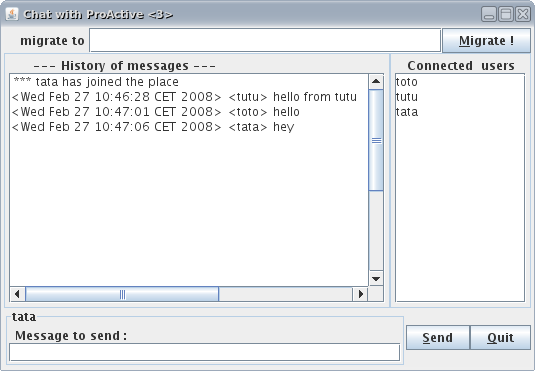 Chat with ProActive <3>
migrate to
Migrate !
--- History of messages ---
*** tata has joined the place
<Wed Feb 27 10:46:28 CET 2008> <tutu> hello from tutu
<Wed Feb 27 10:47:01 CET 2008> <toto> hello
<Wed Feb 27 10:47:06 CET 2008> <tata> hey
Connected users
toto
tutu
tata
tata
Message to send :
Send
Quit